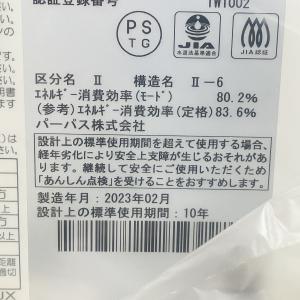 認証登録番号 TW1002
PS
TG
JIA
水道法基準適合
JIA認証
区分名 Ⅱ 構造名 Ⅱ-6
エネルギー消費効率(モード) 80.2%
(参考)エネルギー消費効率(定格)83.6%
パーパス株式会社
設計上の標準使用期間を超えて使用する場合、
経年劣化により安全上支障が生じるおそれがあり
ます。継続して安全にご使用いただくため
「あんしん点検」を受けることをおすすめします。
製造年月:2023年02月
設計上の標準使用期間:10年